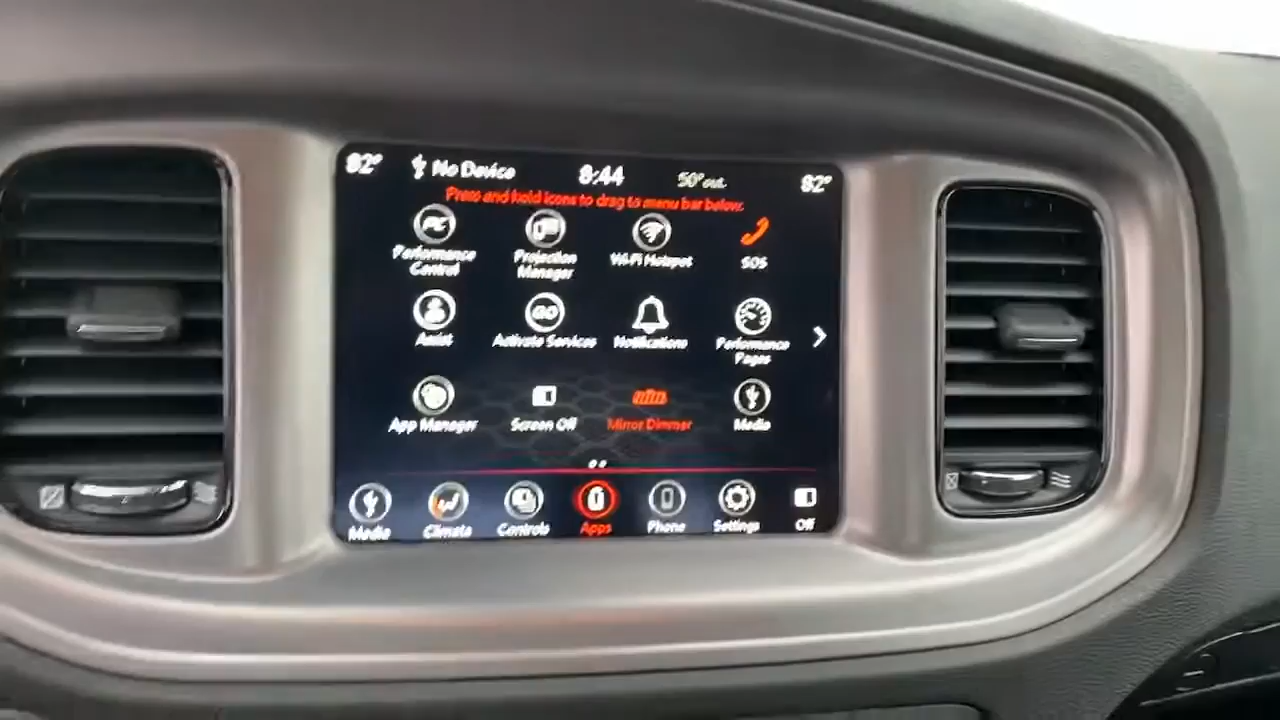 82° No Device 8:44 50° out. 82°
Press and hold icons to drag to menu bar below.
Performance Control
Projection Manager
Wi-Fi Hotspot
SOS
Assist
Activate Services
Notifications
Performance Pages
App Manager
Screen Off
Mirror Dimmer
Media
Media Climate Controls Apps Phone Settings Off